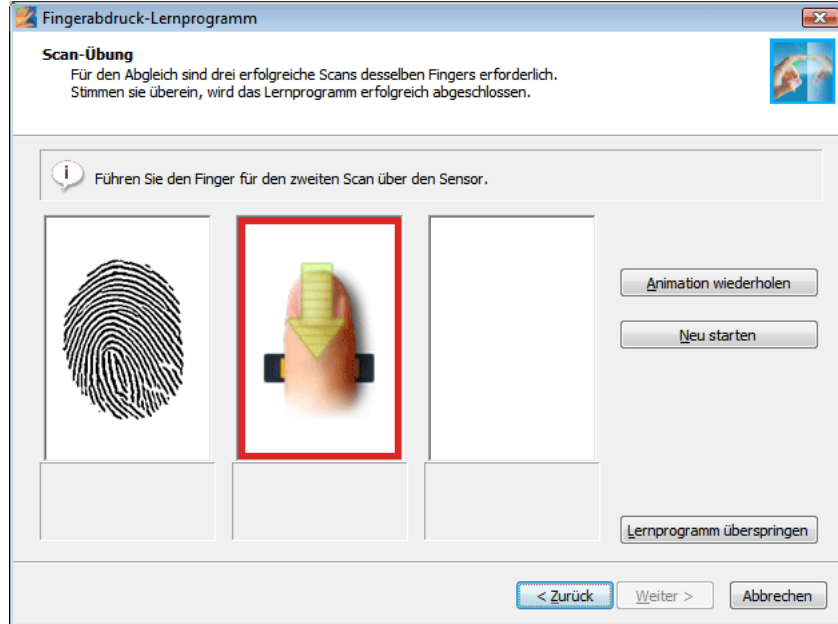 Fingerabdruck-Lernprogramm
Scan-Übung
Für den Abgleich sind drei erfolgreiche Scans desselben Fingers erforderlich.
Stimmen sie überein, wird das Lernprogramm erfolgreich abgeschlossen.
Führen Sie den Finger für den zweiten Scan über den Sensor.
Animation wiederholen
Neu starten
Lernprogramm überspringen
< Zurück
Weiter >
Abbrechen